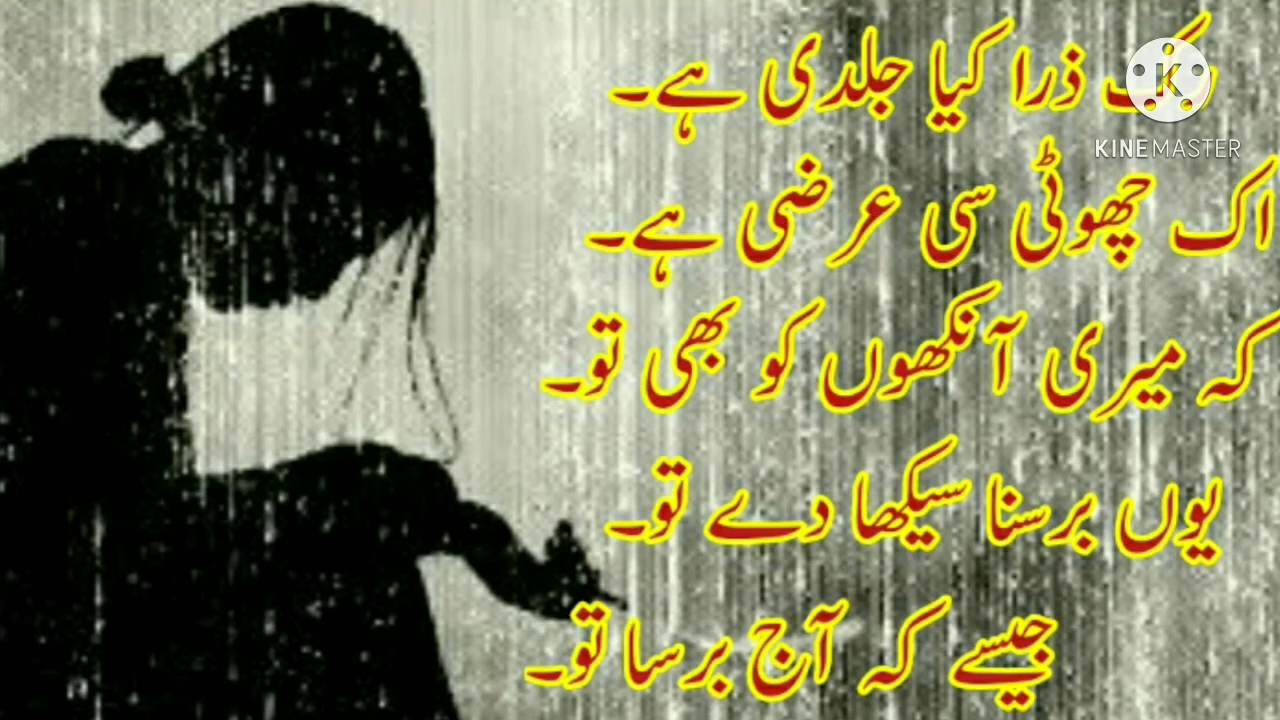 رک ذرا کیا جلدی ہے۔
اک چھوٹی سی عرضی ہے۔
کہ میری آنکھوں کو بھی تو۔
یوں برسنا سیکھا دے تو۔
جیسے کہ آج برسا تو۔
K
KINEMASTER